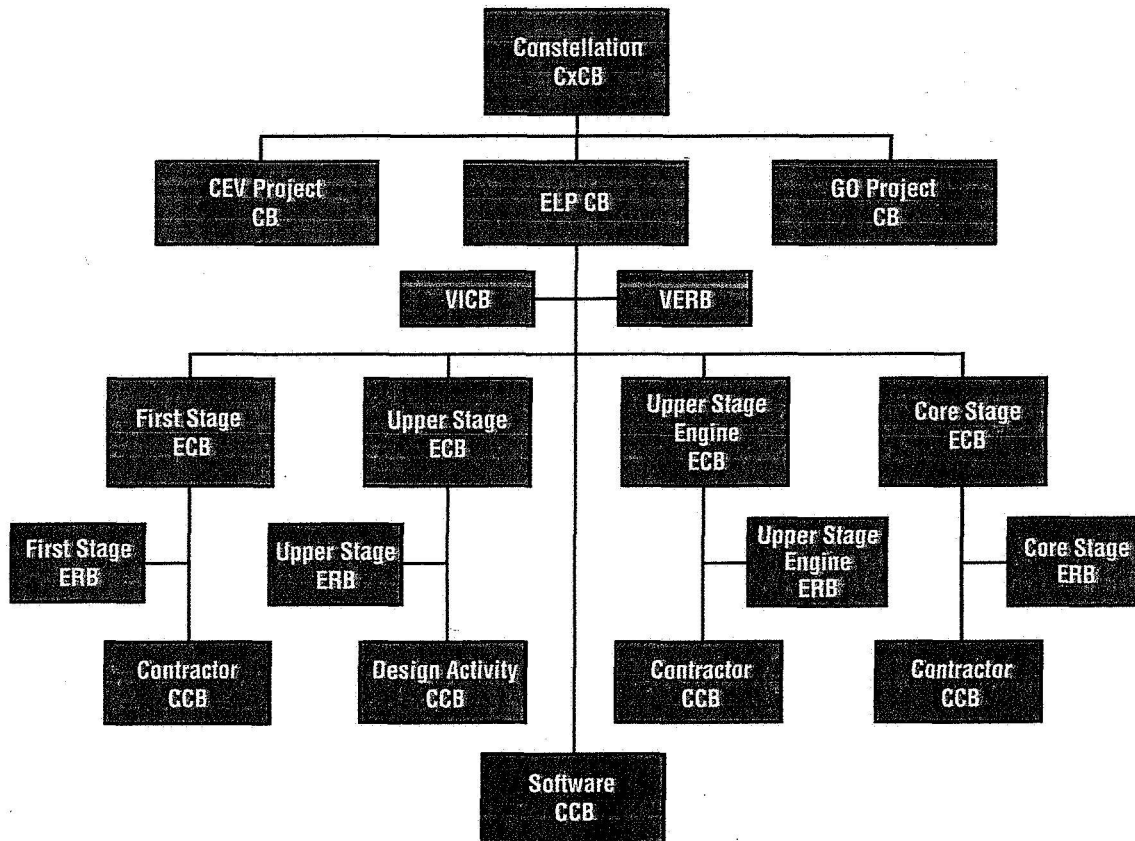 Constellation
CxCB
CEV Project
CB
ELP CB
GO Project
CB
VICB
VERB
First Stage
ECB
Upper Stage
ECB
Upper Stage
Engine
ECB
Core Stage
ECB
First Stage
ERB
Upper Stage
ERB
Upper Stage
Engine
ERB
Core Stage
ERB
Contractor
CCB
Design Activity
CCB
Contractor
CCB
Contractor
CCB
Software
CCB